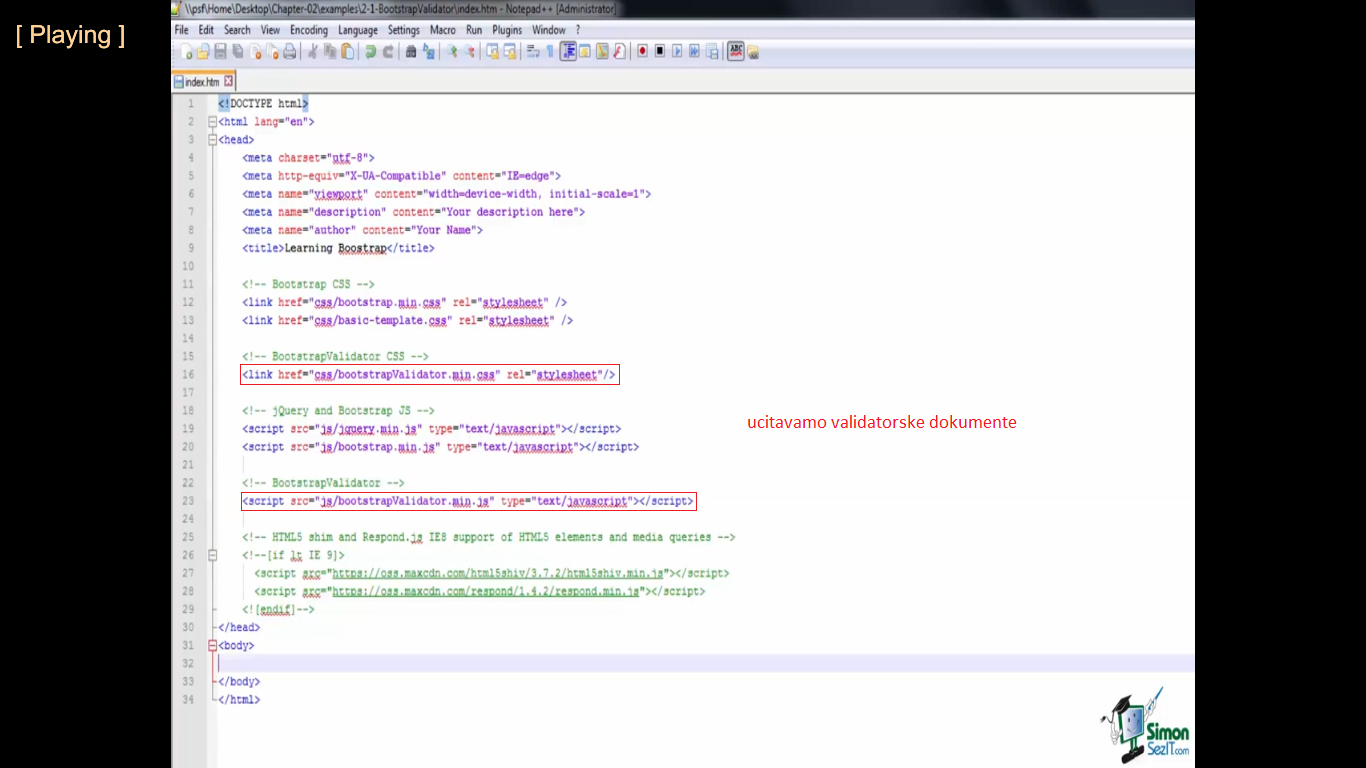 [ Playing ]
\\psf\Home\Desktop\Chapter-02\examples\2-1-BootstrapValidator\index.htm - Notepad++ [Administrator]
File Edit Search View Encoding Language Settings Macro Run Plugins Window ?
ABC
index.htm
1 <!DOCTYPE html>
2 <html lang="en">
3 <head>
4 <meta charset="utf-8">
5 <meta http-equiv="X-UA-Compatible" content="IE=edge">
6 <meta name="viewport" content="width=device-width, initial-scale=1">
7 <meta name="description" content="Your description here">
8 <meta name="author" content="Your Name">
9 <title>Learning Boostrap</title>
10
11 <!-- Bootstrap CSS -->
12 <link href="css/bootstrap.min.css" rel="stylesheet" />
13 <link href="css/basic-template.css" rel="stylesheet" />
14
15 <!-- BootstrapValidator CSS -->
16 <link href="css/bootstrapValidator.min.css" rel="stylesheet"/>
17
18 <!-- jQuery and Bootstrap JS -->
19 <script src="js/jquery.min.js" type="text/javascript"></script>
ucitavamo validatorske dokumente
20 <script src="js/bootstrap.min.js" type="text/javascript"></script>
21
22 <!-- BootstrapValidator -->
23 <script src="js/bootstrapValidator.min.js" type="text/javascript"></script>
24
25 <!-- HTML5 shim and Respond.js IE8 support of HTML5 elements and media queries -->
26 <!--[if lt IE 9]>
27 <script src="https://oss.maxcdn.com/html5shiv/3.7.2/html5shiv.min.js"></script>
28 <script src="https://oss.maxcdn.com/respond/1.4.2/respond.min.js"></script>
29 <![endif]-->
30 </head>
31 <body>
32
33 </body>
34 </html>
Simon
SezIT.com